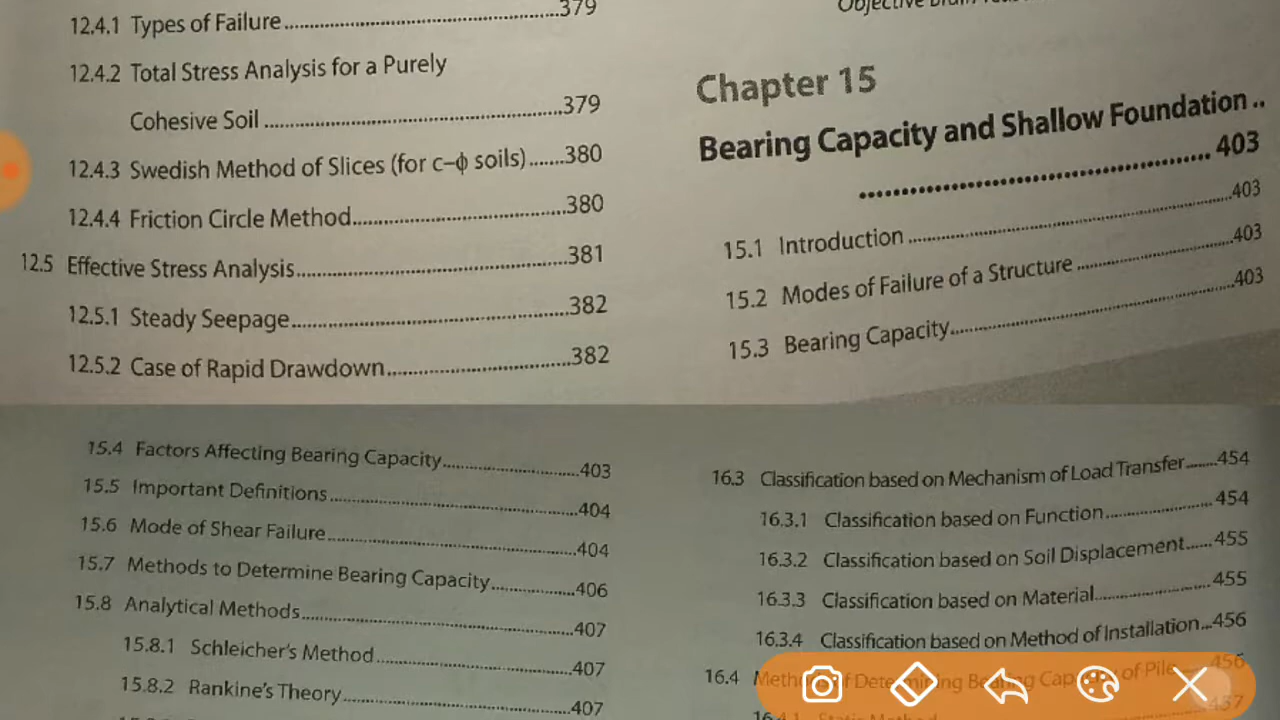 12.4.1 Types of Failure..........379
12.4.2 Total Stress Analysis for a Purely
Cohesive Soil..........379
12.4.3 Swedish Method of Slices (for c–ϕ soils).......380
12.4.4 Friction Circle Method..........380
12.5 Effective Stress Analysis..........381
12.5.1 Steady Seepage..........382
12.5.2 Case of Rapid Drawdown..........382
Objective
Chapter 15
Bearing Capacity and Shallow Foundation..
.......... 403
15.1 Introduction..........403
15.2 Modes of Failure of a Structure..........403
15.3 Bearing Capacity..........403
15.4 Factors Affecting Bearing Capacity..........403
15.5 Important Definitions..........404
15.6 Mode of Shear Failure..........404
15.7 Methods to Determine Bearing Capacity..........406
15.8 Analytical Methods..........407
15.8.1 Schleicher's Method..........407
15.8.2 Rankine's Theory..........407
16.3 Classification based on Mechanism of Load Transfer.......454
16.3.1 Classification based on Function..........454
16.3.2 Classification based on Soil Displacement......455
16.3.3 Classification based on Material..........455
16.3.4 Classification based on Method of Installation...456
16.4 of Pile 456